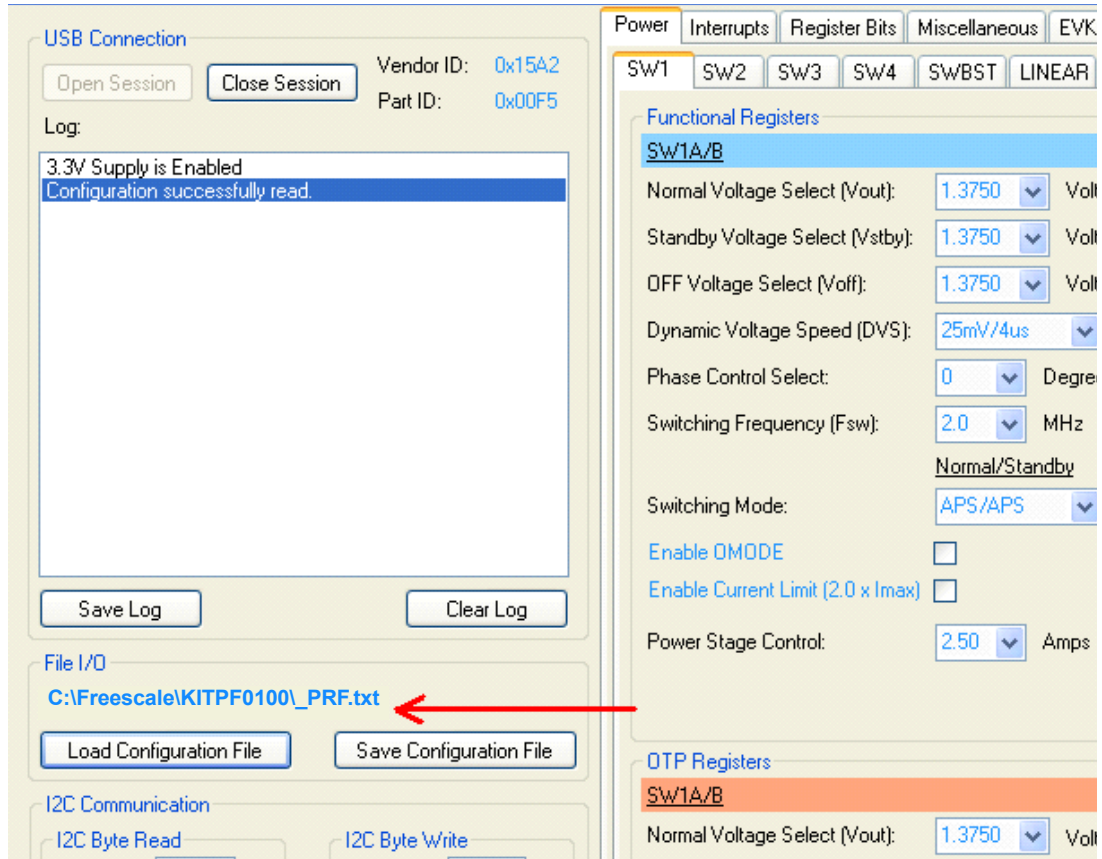 USB Connection
Open Session
Close Session
Vendor ID: 0x15A2
Part ID: 0x00F5
Log:
3.3V Supply is Enabled
Configuration successfully read.
Save Log
Clear Log
File I/O
C:\Freescale\KITPF0100\_PRF.txt
Load Configuration File
Save Configuration File
I2C Communication
I2C Byte Read
I2C Byte Write
Power Interrupts Register Bits Miscellaneous EVK
SW1 SW2 SW3 SW4 SWBST LINEAR
Functional Registers
SW1A/B
Normal Voltage Select (Vout): 1.3750 Volt
Standby Voltage Select (Vstby): 1.3750 Volt
OFF Voltage Select (Voff): 1.3750 Volt
Dynamic Voltage Speed (DVS): 25mV/4us
Phase Control Select: 0 Degre
Switching Frequency (Fsw): 2.0 MHz
Normal/Standby
Switching Mode: APS/APS
Enable OMODE
Enable Current Limit (2.0 x Imax)
Power Stage Control: 2.50 Amps
OTP Registers
SW1A/B
Normal Voltage Select (Vout): 1.3750 Volt